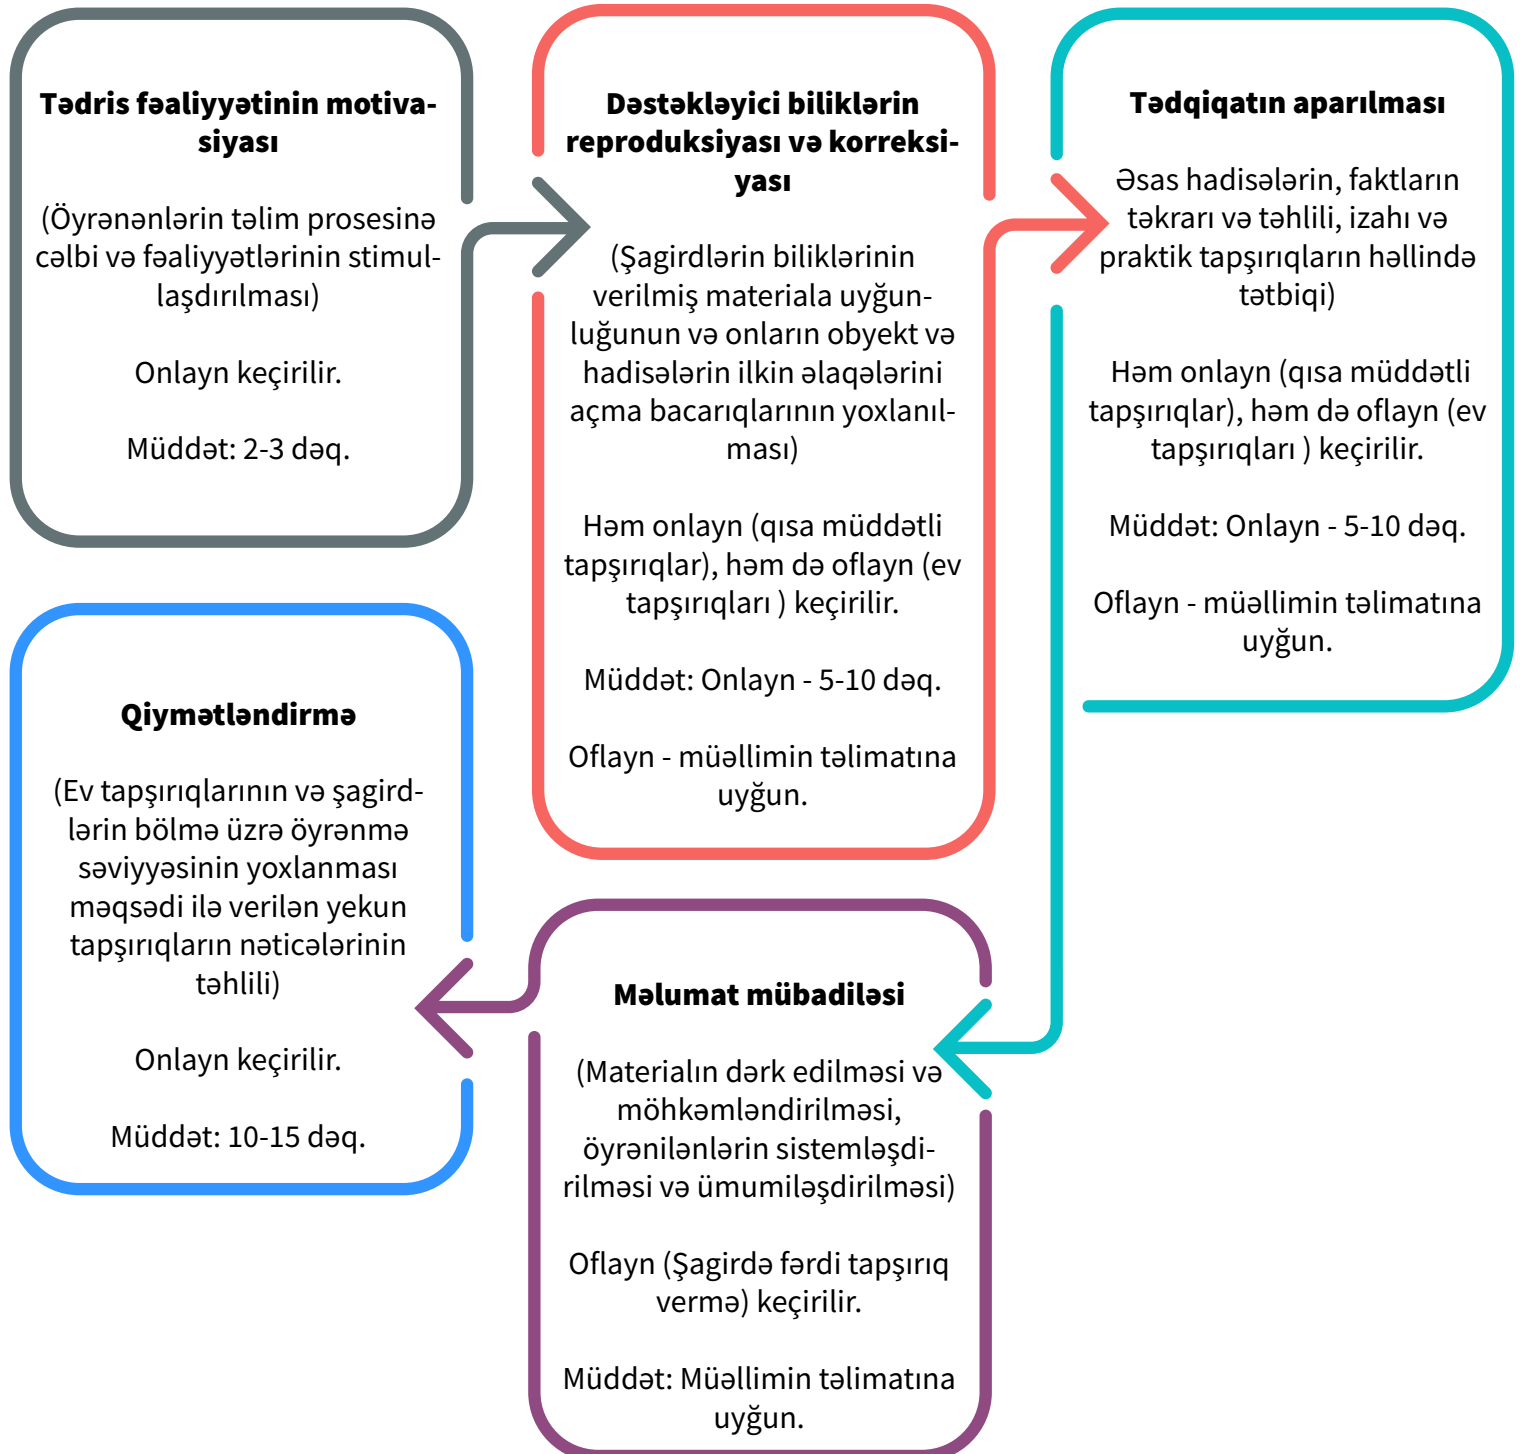 Tədris fəaliyyətinin motiva-
siyası
(Öyrənənlərin təlim prosesinə
cəlbi və fəaliyyətlərinin stimul-
laşdırılması)
Onlayn keçirilir.
Müddət: 2-3 dəq.
Dəstəkləyici biliklərin
reproduksiyası və korreksi-
yası
(Şagirdlərin biliklərinin
verilmiş materiala uyğun-
luğunun və onların obyekt və
hadisələrin ilkin əlaqələrini
açma bacarıqlarının yoxlanıl-
ması)
Həm onlayn (qısa müddətli
tapşırıqlar), həm də oflayn (ev
tapşırıqları ) keçirilir.
Müddət: Onlayn - 5-10 dəq.
Oflayn - müəllimin təlimatına
uyğun.
Tədqiqatın aparılması
Əsas hadisələrin, faktların
təkrarı və təhlili, izahı və
praktik tapşırıqların həllində
tətbiqi)
Həm onlayn (qısa müddətli
tapşırıqlar), həm də oflayn (ev
tapşırıqları ) keçirilir.
Müddət: Onlayn - 5-10 dəq.
Oflayn - müəllimin təlimatına
uyğun.
Məlumat mübadiləsi
(Materialın dərk edilməsi və
möhkəmləndirilməsi,
öyrənilənlərin sistemləşdi-
rilməsi və ümumiləşdirilməsi)
Oflayn (Şagirdə fərdi tapşırıq
vermə) keçirilir.
Müddət: Müəllimin təlimatına
uyğun.
Qiymətləndirmə
(Ev tapşırıqlarının və şagird-
lərin bölmə üzrə öyrənmə
səviyyəsinin yoxlanması
məqsədi ilə verilən yekun
tapşırıqların nəticələrinin
təhlili)
Onlayn keçirilir.
Müddət: 10-15 dəq.